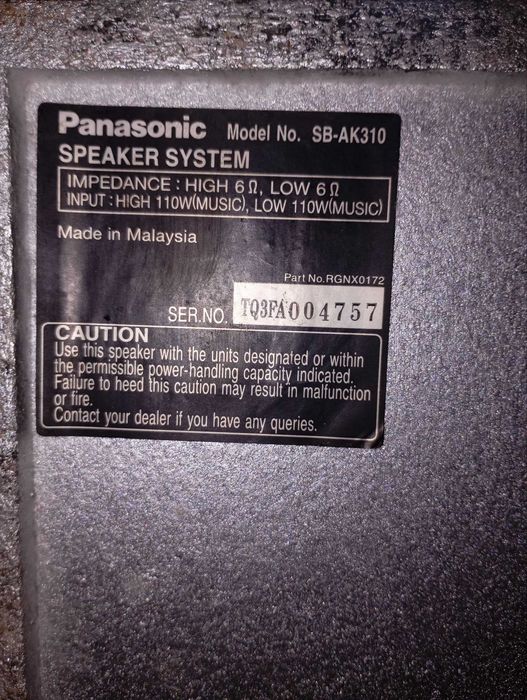 Panasonic Model No. SB-AK310
SPEAKER SYSTEM
IMPEDANCE : HIGH 6 Ω, LOW 6 Ω
INPUT : HIGH 110W(MUSIC), LOW 110W(MUSIC)
Made in Malaysia
Part No.RGNX0172
SER.NO. TQ3FA004757
CAUTION
Use this speaker with the units designated or within
the permissible power-handling capacity indicated.
Failure to heed this caution may result in malfunction
or fire.
Contact your dealer if you have any queries.